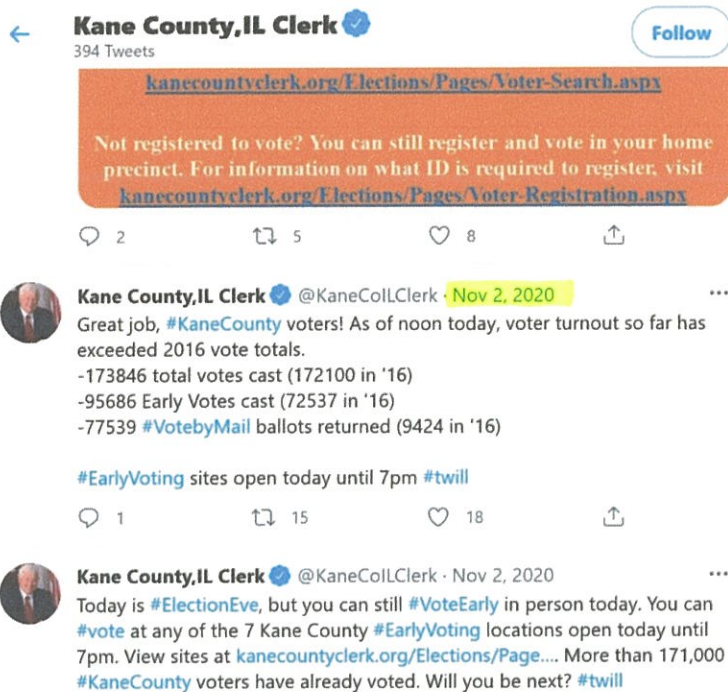 Kane County,IL Clerk
394 Tweets
Follow
kanecountyclerk.org/Elections/Pages/Voter-Search.aspx
Not registered to vote? You can still register and vote in your home
precinct. For information on what ID is required to register, visit
kanecountyclerk.org/Elections/Pages/Voter-Registration.aspx
2 5 8
Kane County,IL Clerk @KaneCoILClerk · Nov 2, 2020 ...
Great job, #KaneCounty voters! As of noon today, voter turnout so far has
exceeded 2016 vote totals.
-173846 total votes cast (172100 in '16)
-95686 Early Votes cast (72537 in '16)
-77539 #VotebyMail ballots returned (9424 in '16)
#EarlyVoting sites open today until 7pm #twill
1 15 18
Kane County,IL Clerk @KaneCoILClerk · Nov 2, 2020 ...
Today is #ElectionEve, but you can still #VoteEarly in person today. You can
#vote at any of the 7 Kane County #EarlyVoting locations open today until
7pm. View sites at kanecountyclerk.org/Elections/Page.... More than 171,000
#KaneCounty voters have already voted. Will you be next? #twill